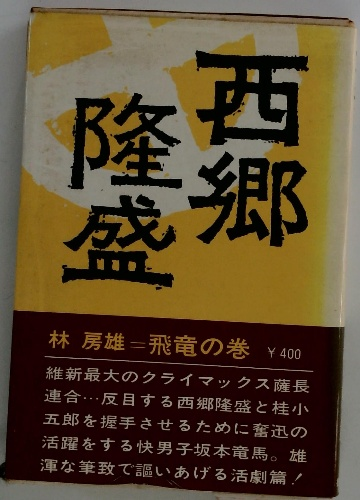 西郷
隆盛
林 房雄=飛竜の巻 ￥400
維新最大のクライマックス薩長
連合…反目する西郷隆盛と桂小
五郎を握手させるために奮迅の
活躍をする快男子坂本竜馬。雄
渾な筆致で謳いあげる活劇篇!